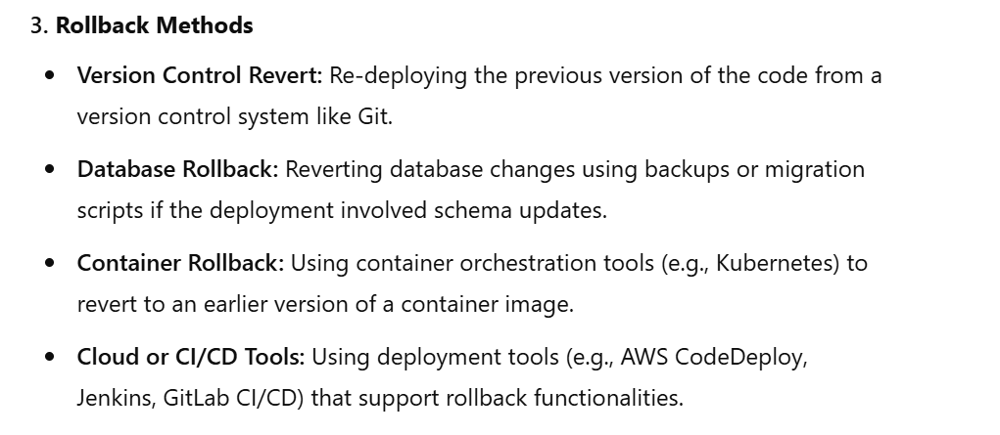 3. Rollback Methods
• Version Control Revert: Re-deploying the previous version of the code from a
version control system like Git.
• Database Rollback: Reverting database changes using backups or migration
scripts if the deployment involved schema updates.
• Container Rollback: Using container orchestration tools (e.g., Kubernetes) to
revert to an earlier version of a container image.
• Cloud or CI/CD Tools: Using deployment tools (e.g., AWS CodeDeploy,
Jenkins, GitLab CI/CD) that support rollback functionalities.